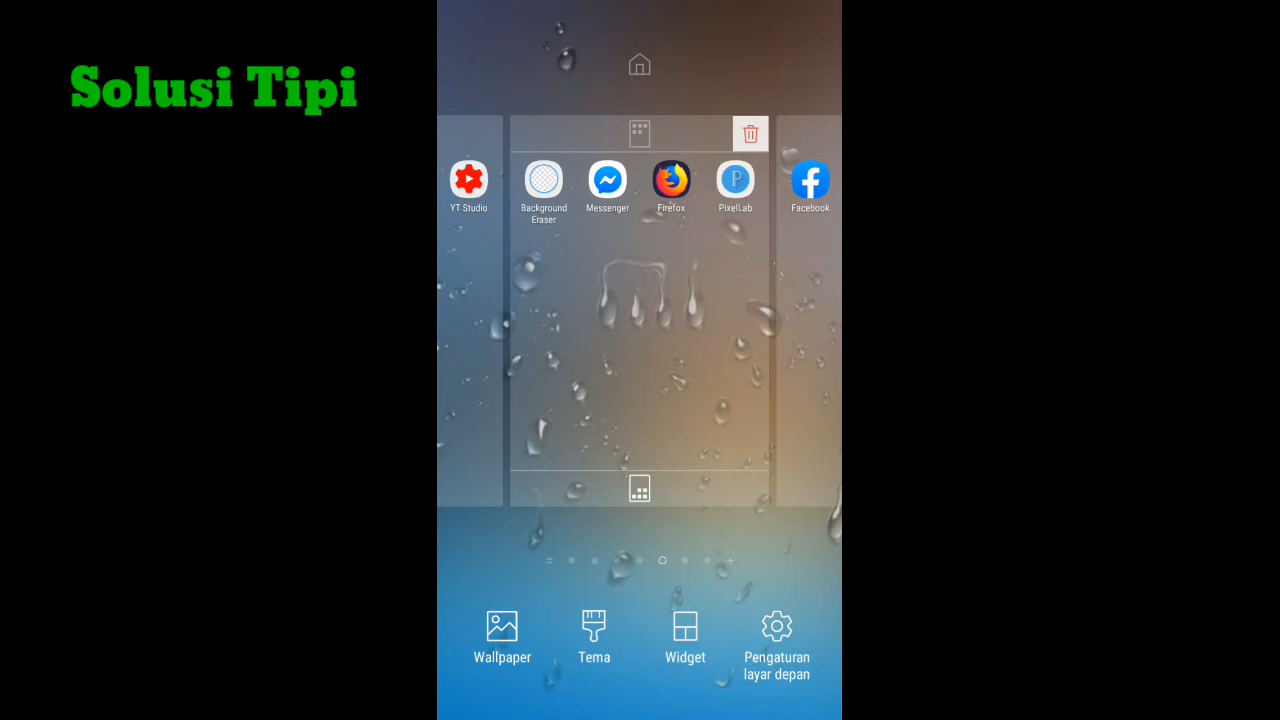 Solusi Tipi
YT Studio
Background
Eraser
Messenger
Firefox
PixelLab
Facebook
Wallpaper
Tema
Widget
Pengaturan
layar depan